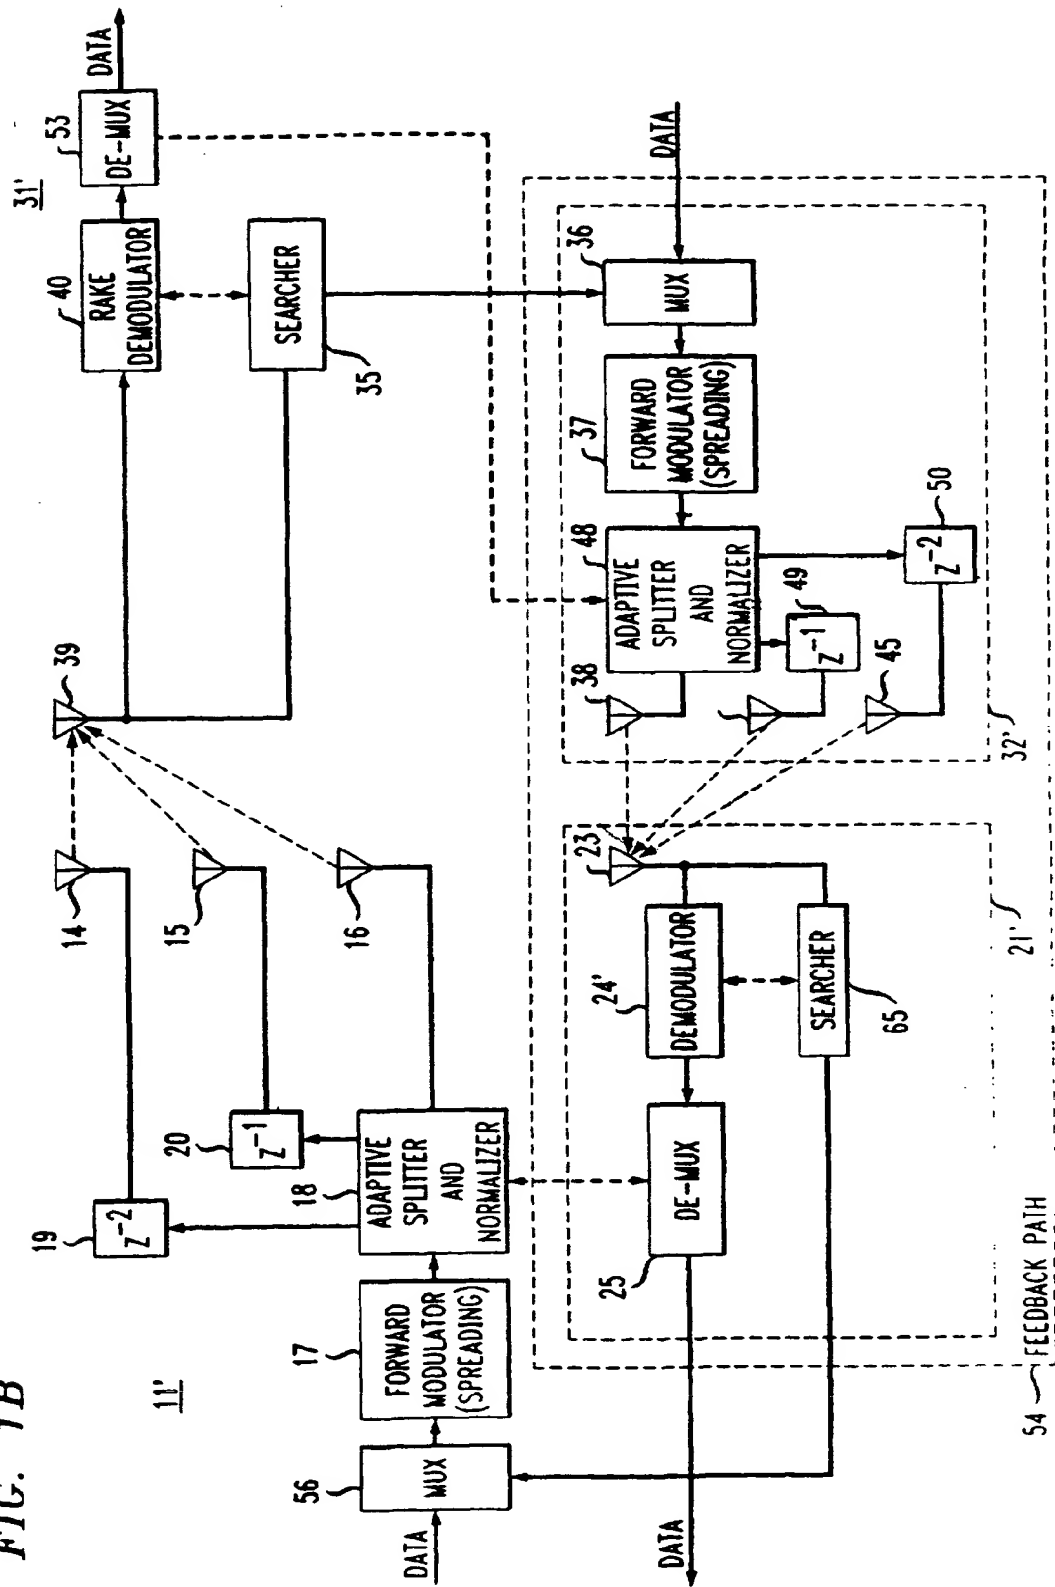 FIG. 1B
11'
DATA
56
MUX
17
FORWARD
MODULATOR
(SPREADING)
18
ADAPTIVE
SPLITTER
AND
NORMALIZER
19
Z⁻²
20
Z⁻¹
14
15
16
39
31'
40
RAKE
DEMODULATOR
53
DE-MUX
DATA
SEARCHER
35
DATA
36
MUX
37
FORWARD
MODULATOR
(SPREADING)
48
ADAPTIVE
SPLITTER
AND
NORMALIZER
49
Z⁻¹
50
Z⁻²
38
45
32'
23
24'
DEMODULATOR
SEARCHER
65
21'
25
DE-MUX
DATA
54 FEEDBACK PATH